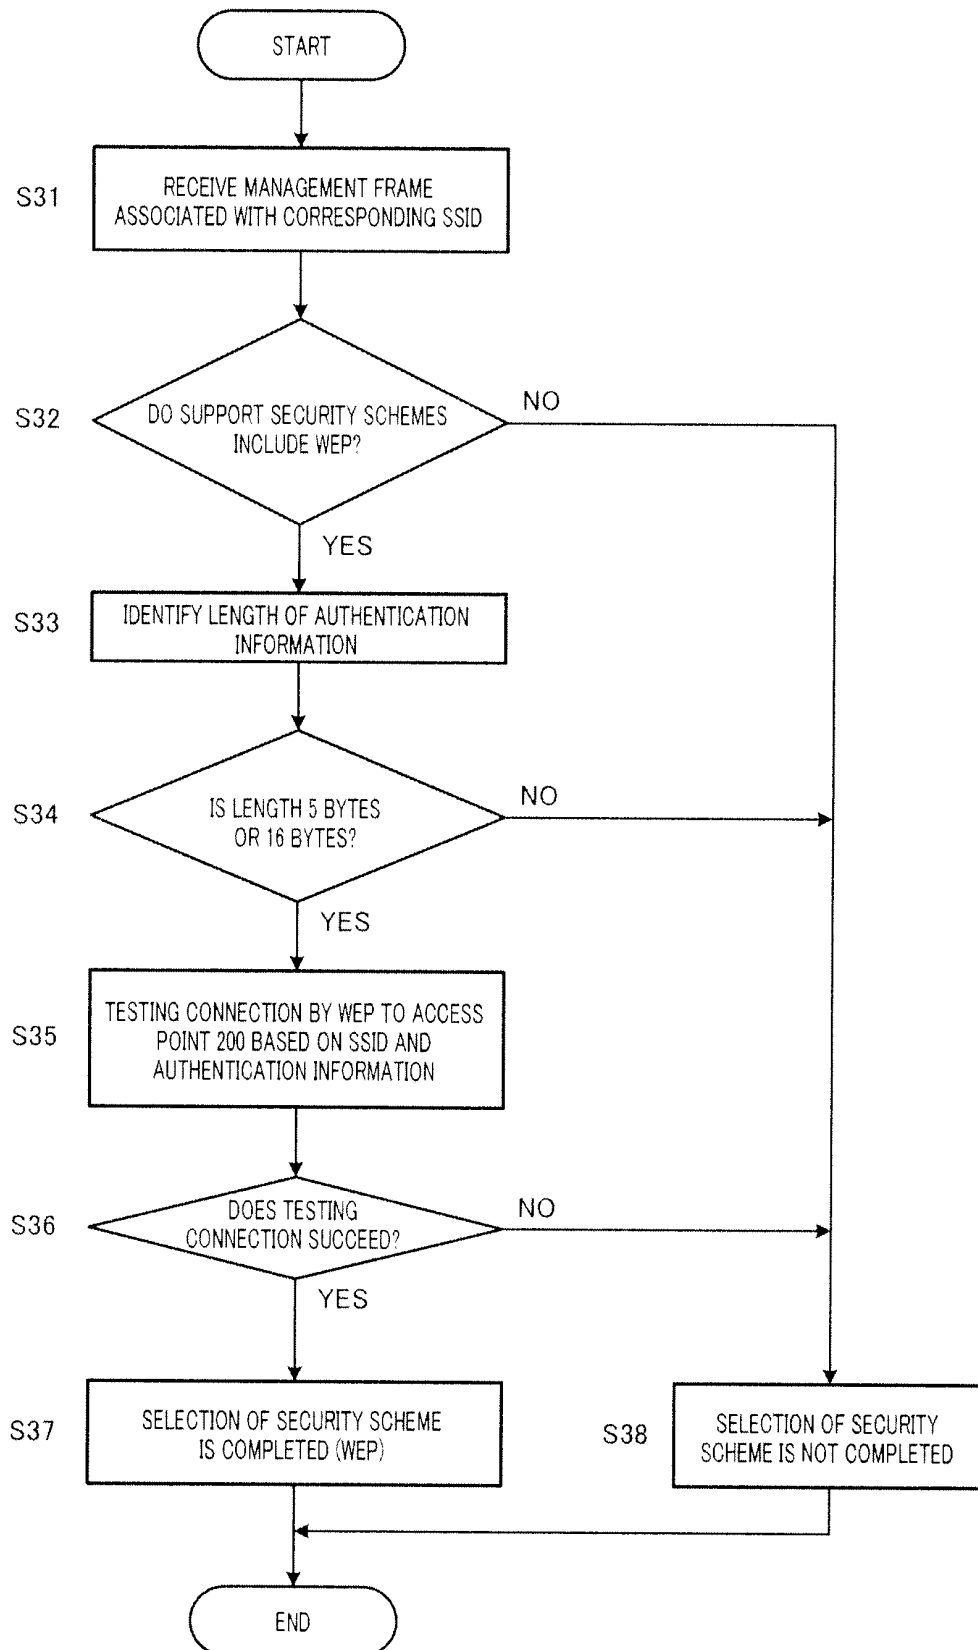 START
S31
RECEIVE MANAGEMENT FRAME
ASSOCIATED WITH CORRESPONDING SSID
S32
DO SUPPORT SECURITY SCHEMES
INCLUDE WEP?
NO
YES
S33
IDENTIFY LENGTH OF AUTHENTICATION
INFORMATION
S34
IS LENGTH 5 BYTES
OR 16 BYTES?
NO
YES
S35
TESTING CONNECTION BY WEP TO ACCESS
POINT 200 BASED ON SSID AND
AUTHENTICATION INFORMATION
S36
DOES TESTING
CONNECTION SUCCEED?
NO
YES
S37
SELECTION OF SECURITY SCHEME
IS COMPLETED (WEP)
S38
SELECTION OF SECURITY
SCHEME IS NOT COMPLETED
END